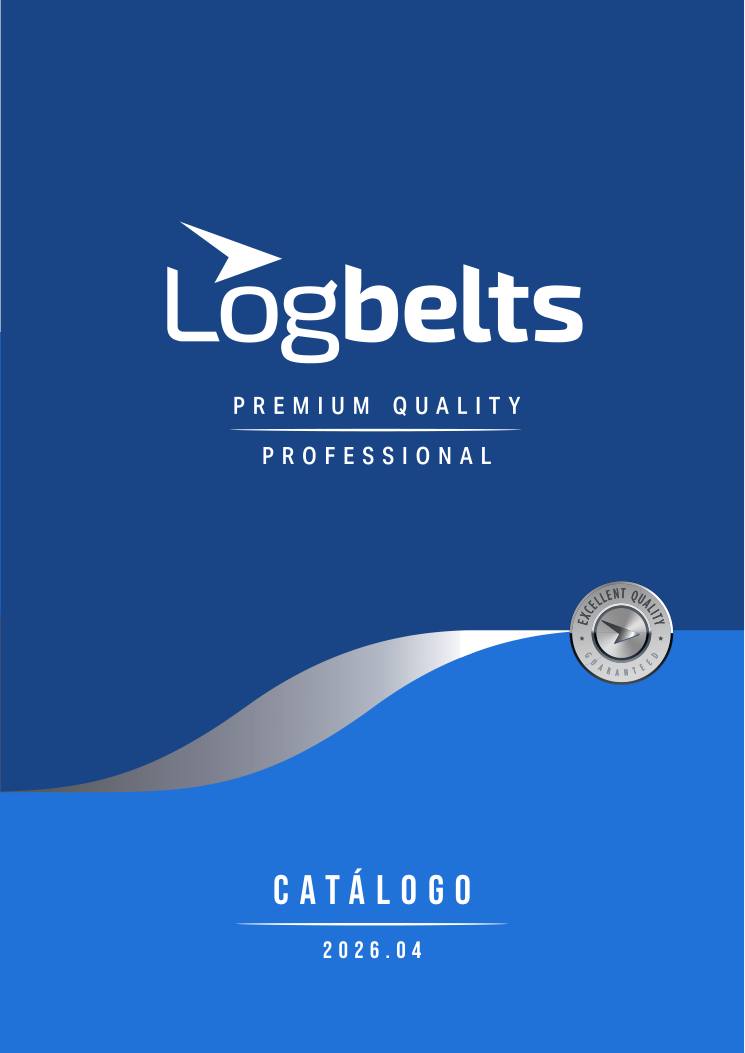 Logbelts
PREMIUM QUALITY
PROFESSIONAL
EXCELLENT QUALITY
GUARANTEED
CATÁLOGO
2026.04